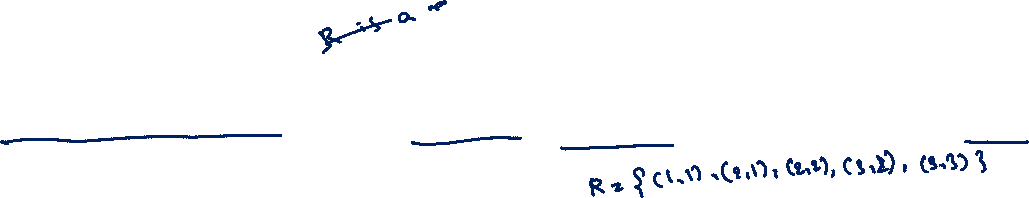 R is a
R = {(1,1), (2,1), (2,2), (3,2), (3,3)}